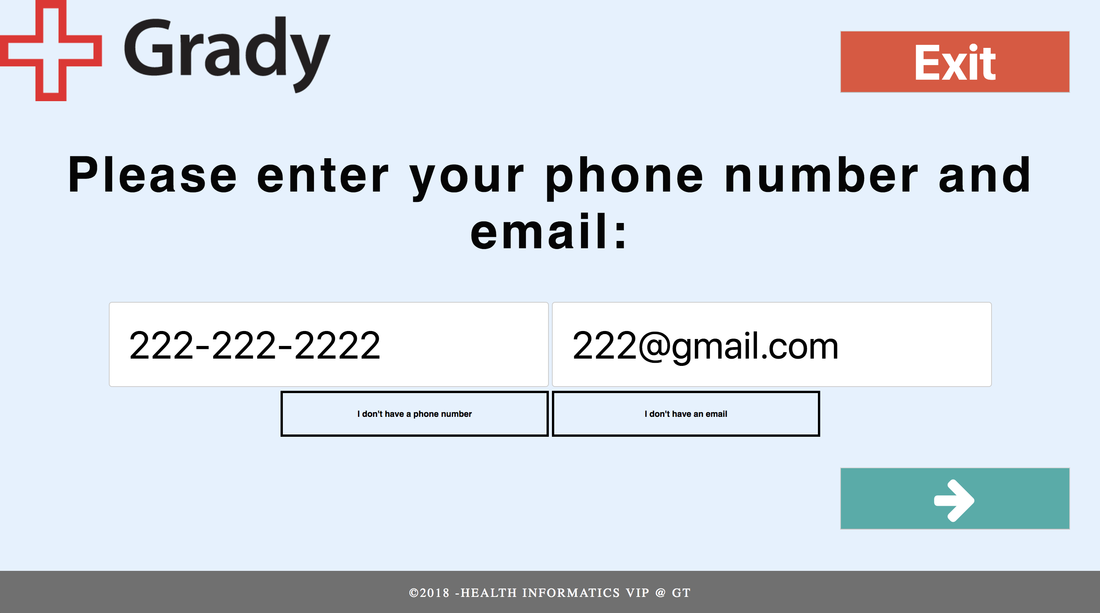 Grady
Exit
Please enter your phone number and
email:
222-222-2222
222@gmail.com
I don't have a phone number
I don't have an email
©2018 -HEALTH INFORMATICS VIP @ GT